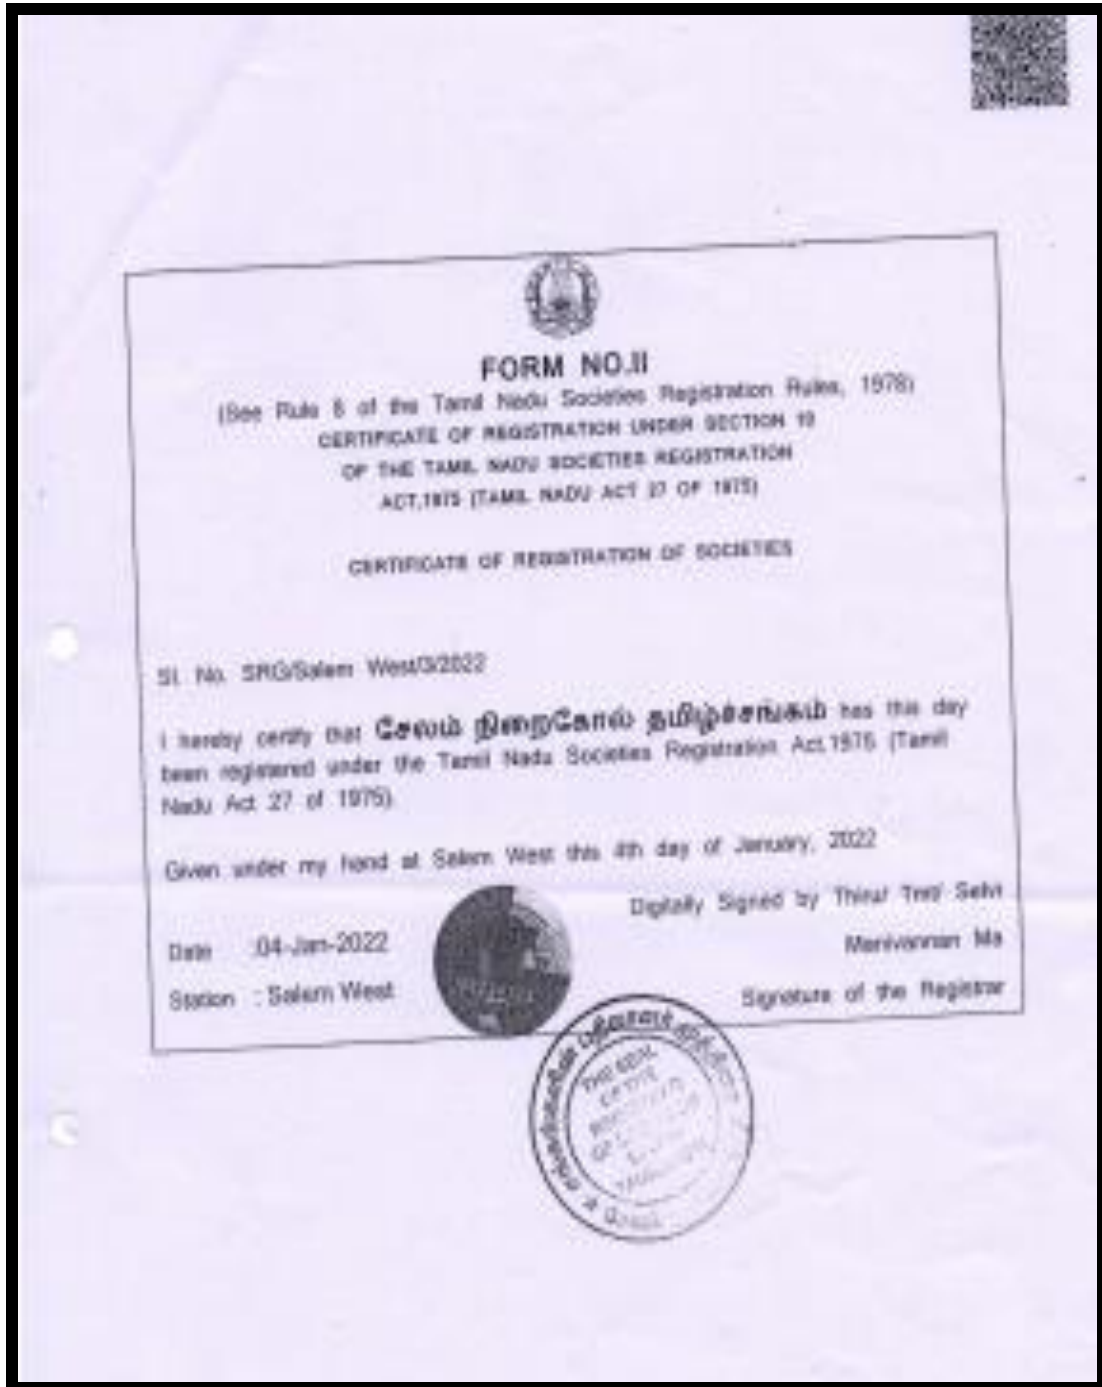 FORM NO.II
(See Rule 8 of the Tamil Nadu Societies Registration Rules, 1978)
CERTIFICATE OF REGISTRATION UNDER SECTION 10
OF THE TAMIL NADU SOCIETIES REGISTRATION
ACT,1975 (TAMIL NADU ACT 27 OF 1975)
CERTIFICATE OF REGISTRATION OF SOCIETIES
Sl. No. SRG/Salem West/3/2022
I hereby certify that சேலம் நிறைகோல் தமிழ்ச்சங்கம் has this day
been registered under the Tamil Nadu Societies Registration Act,1975 (Tamil
Nadu Act 27 of 1975).
Given under my hand at Salem West this 4th day of January, 2022
Digitally Signed by Thiru/ Tmt/ Selvi
Date :04-Jan-2022
Manivannan Ma
Station : Salem West
Signature of the Registrar
THE SEAL
OF THE